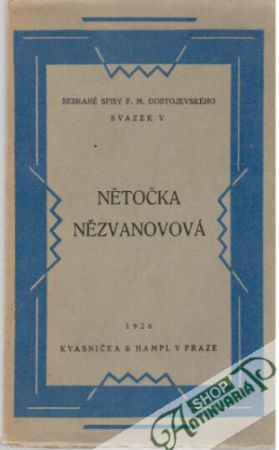 SEBRANÉ SPISY F. M. DOSTOJEVSKÉHO
SVAZEK V
NĚTOČKA
NĚZVANOVOVÁ
1926
KVASNIČKA & HAMPL V PRAZE
SHOP
ANTIKVARIÁT